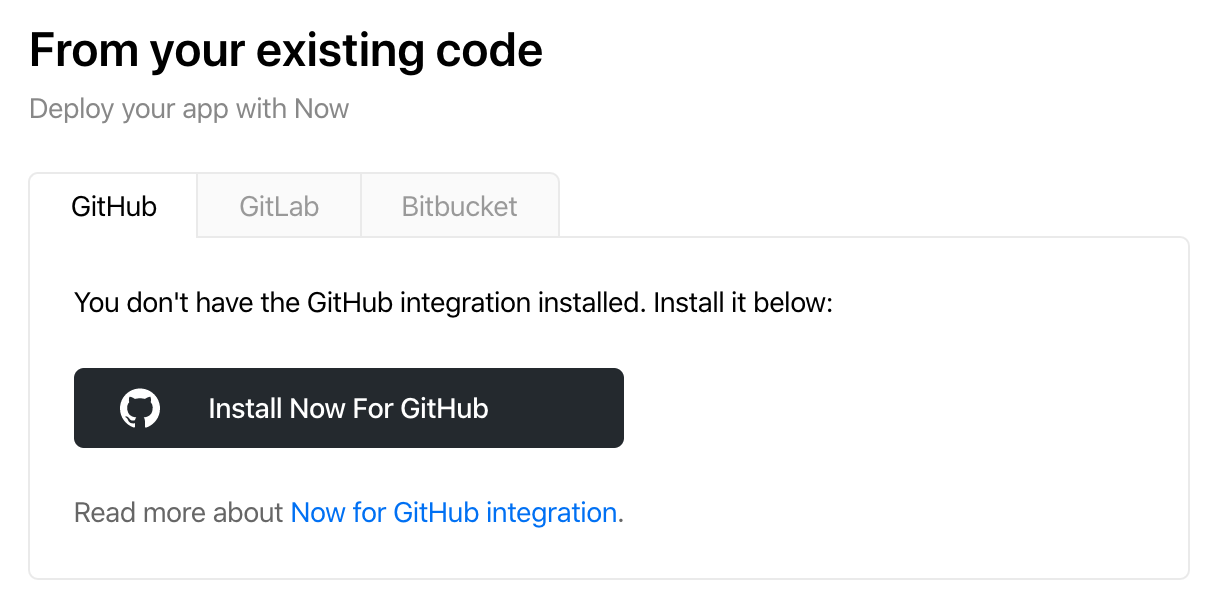 From your existing code
Deploy your app with Now
GitHub
GitLab
Bitbucket
You don't have the GitHub integration installed. Install it below:
Install Now For GitHub
Read more about Now for GitHub integration.